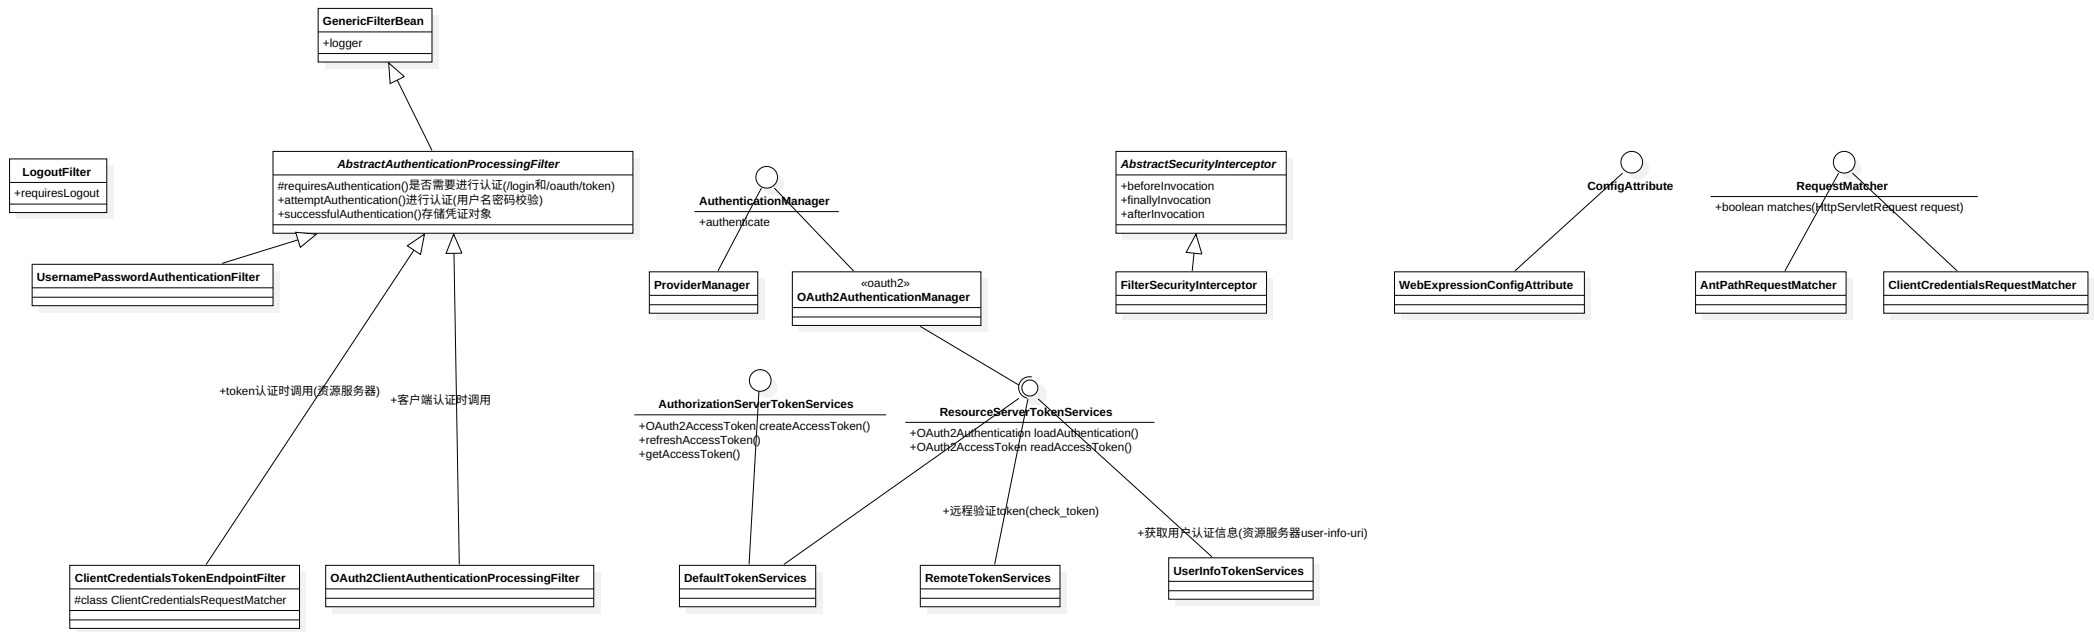 GenericFilterBean
+logger
LogoutFilter
+requiresLogout
AbstractAuthenticationProcessingFilter
#requiresAuthentication()是否需要进行认证(/login和/oauth/token)
+attemptAuthentication()进行认证(用户名密码校验)
+successfulAuthentication()存储凭证对象
AuthenticationManager
+authenticate
AbstractSecurityInterceptor
+beforeInvocation
+finallyInvocation
+afterInvocation
ConfigAttribute
RequestMatcher
+boolean matches(HttpServletRequest request)
UsernamePasswordAuthenticationFilter
ProviderManager
«oauth2»
OAuth2AuthenticationManager
FilterSecurityInterceptor
WebExpressionConfigAttribute
AntPathRequestMatcher
ClientCredentialsRequestMatcher
+token认证时调用(资源服务器)
+客户端认证时调用
AuthorizationServerTokenServices
+OAuth2AccessToken createAccessToken()
+refreshAccessToken()
+getAccessToken()
ResourceServerTokenServices
+OAuth2Authentication loadAuthentication()
+OAuth2AccessToken readAccessToken()
+远程验证token(check_token)
+获取用户认证信息(资源服务器user-info-uri)
ClientCredentialsTokenEndpointFilter
#class ClientCredentialsRequestMatcher
OAuth2ClientAuthenticationProcessingFilter
DefaultTokenServices
RemoteTokenServices
UserInfoTokenServices